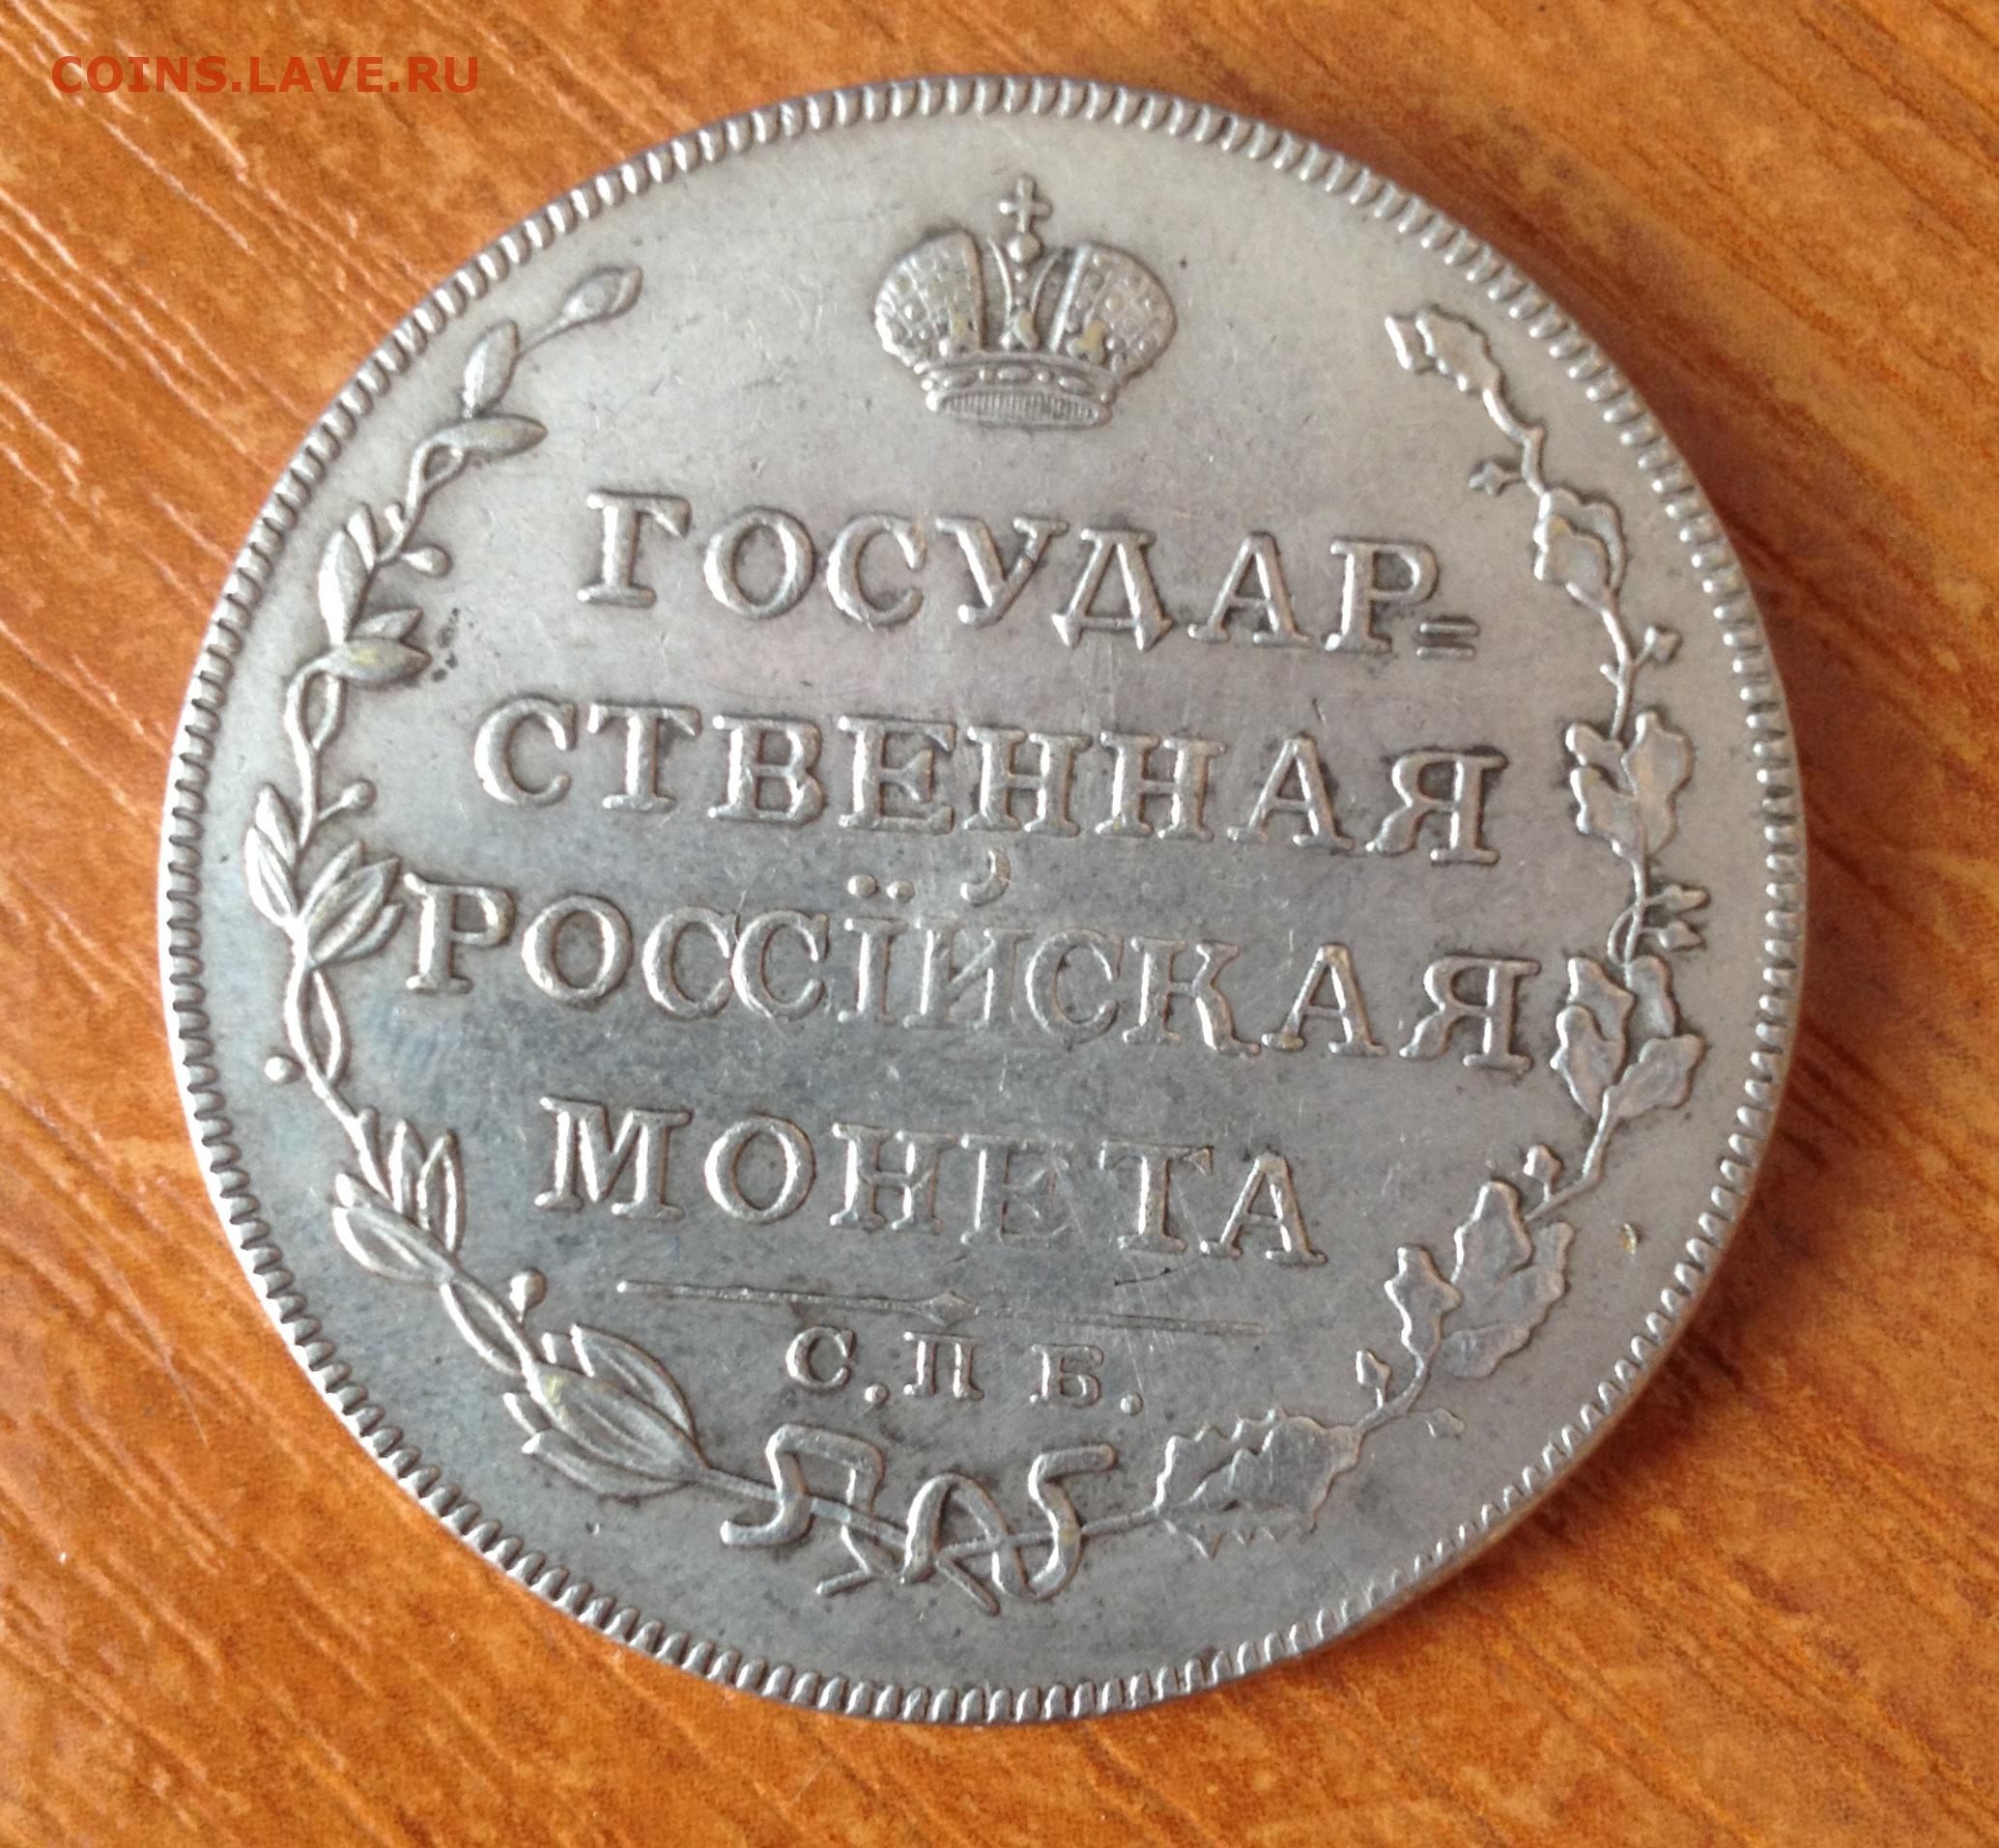 COINS.LAVE.RU
ГОСУДАР=
СТВЕННАЯ
РОССІЙСКАЯ
МОНЕТА
С.П Б.